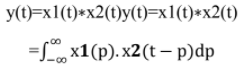 y(t)=x1(t)*x2(t)y(t)=x1(t)*x2(t)
=∫_{-∞}^{∞} x1(p). x2(t − p)dp